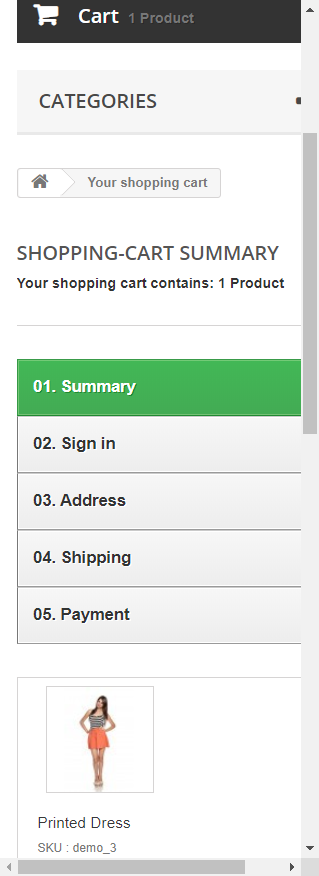 Cart 1 Product
CATEGORIES
Your shopping cart
SHOPPING-CART SUMMARY
Your shopping cart contains: 1 Product
01. Summary
02. Sign in
03. Address
04. Shipping
05. Payment
Printed Dress
SKU : demo_3